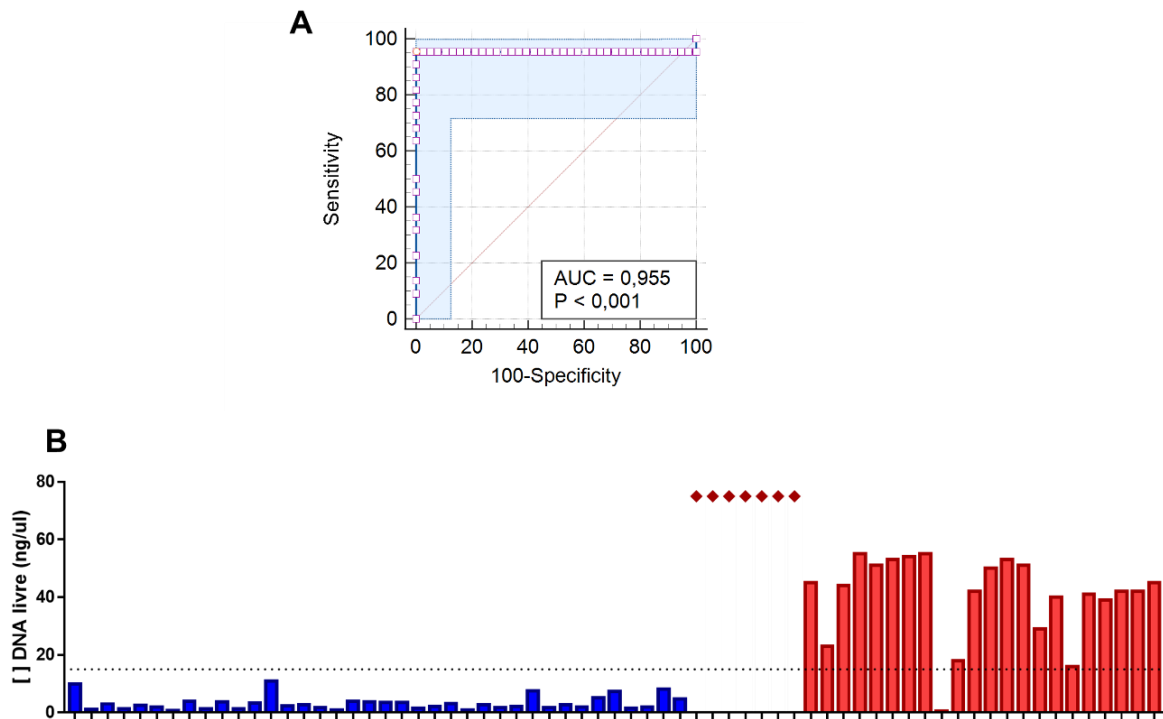 A
100
80
60
40
20
0
Sensitivity
AUC = 0,955
P < 0,001
0 20 40 60 80 100
100-Specificity
B
80
60
40
20
0
[ ] DNA livre (ng/ul)